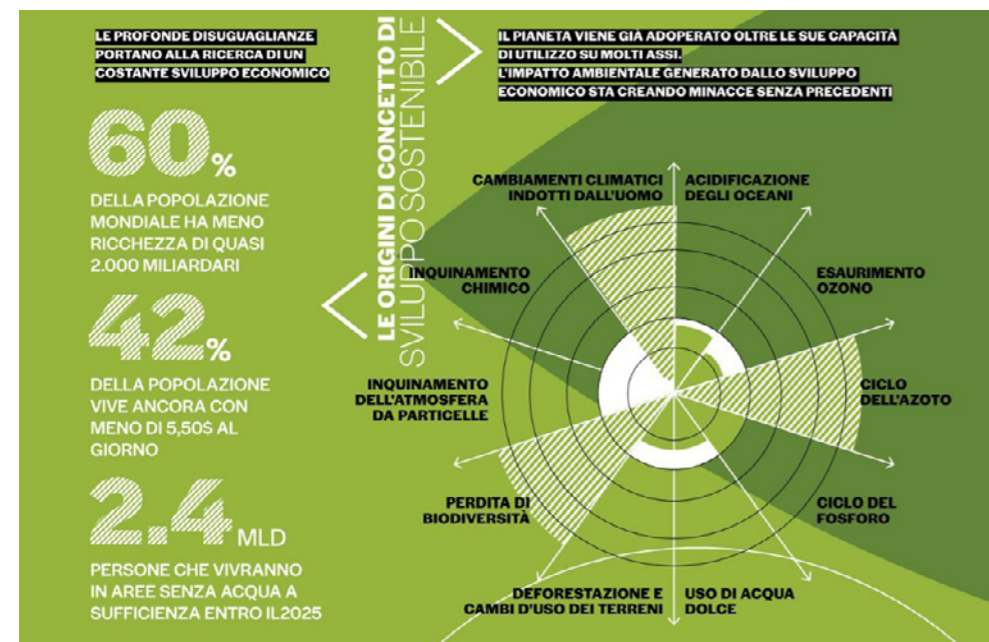 LE PROFONDE DISUGUAGLIANZE
PORTANO ALLA RICERCA DI UN
COSTANTE SVILUPPO ECONOMICO
60%
DELLA POPOLAZIONE
MONDIALE HA MENO
RICCHEZZA DI QUASI
2.000 MILIARDARI
42%
DELLA POPOLAZIONE
VIVE ANCORA CON
MENO DI 5,50$ AL
GIORNO
2.4 MLD
PERSONE CHE VIVRANNO
IN AREE SENZA ACQUA A
SUFFICIENZA ENTRO IL2025
LE ORIGINI DI CONCETTO DI
SVILUPPO SOSTENIBILE
IL PIANETA VIENE GIÀ ADOPERATO OLTRE LE SUE CAPACITÀ
DI UTILIZZO SU MOLTI ASSI.
L'IMPATTO AMBIENTALE GENERATO DALLO SVILUPPO
ECONOMICO STA CREANDO MINACCE SENZA PRECEDENTI
CAMBIAMENTI CLIMATICI
INDOTTI DALL'UOMO
ACIDIFICAZIONE
DEGLI OCEANI
INQUINAMENTO
CHIMICO
ESAURIMENTO
OZONO
INQUINAMENTO
DELL'ATMOSFERA
DA PARTICELLE
CICLO
DELL'AZOTO
PERDITA DI
BIODIVERSITÀ
CICLO DEL
FOSFORO
DEFORESTAZIONE E
CAMBI D'USO DEI TERRENI
USO DI ACQUA
DOLCE